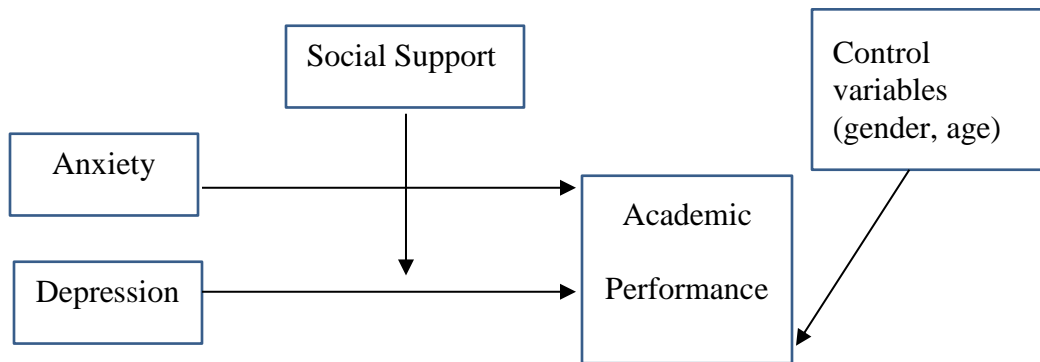 Social Support
Control
variables
(gender, age)
Anxiety
Academic
Performance
Depression